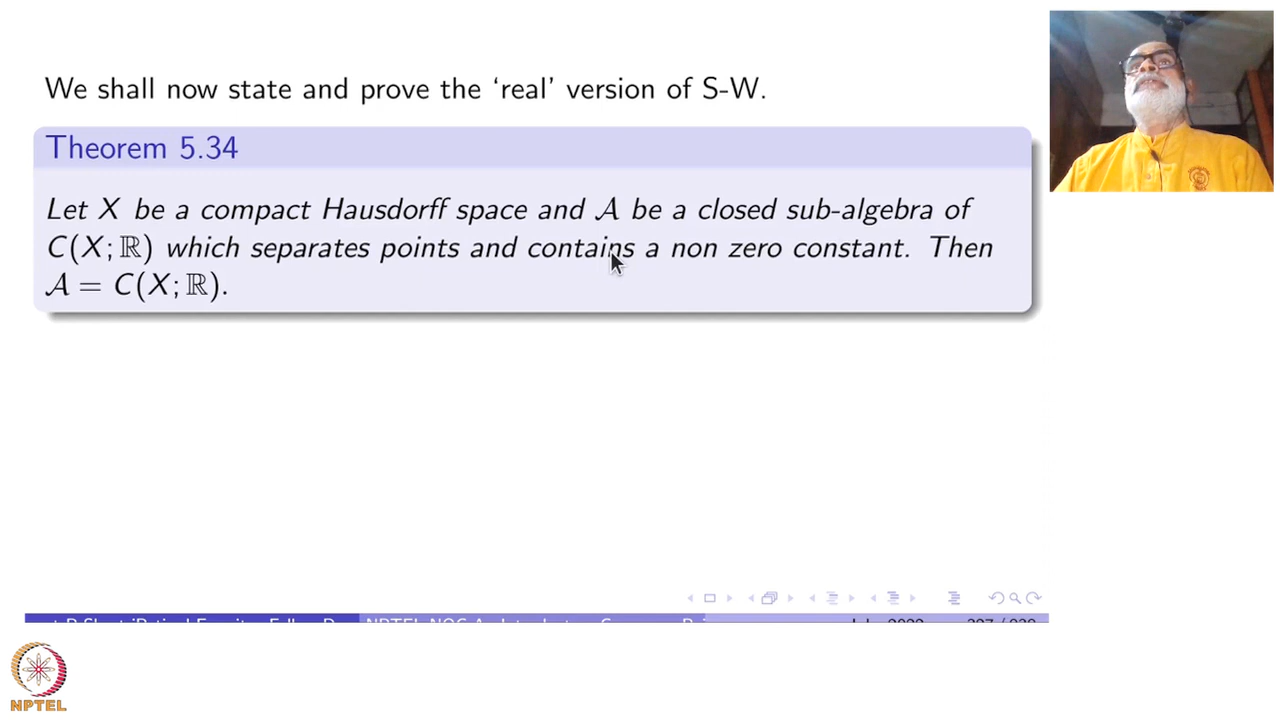 We shall now state and prove the ‘real’ version of S-W.
Theorem 5.34
Let X be a compact Hausdorff space and 𝒜 be a closed sub-algebra of
C(X; ℝ) which separates points and contains a non zero constant. Then
𝒜 = C(X; ℝ).
NPTEL